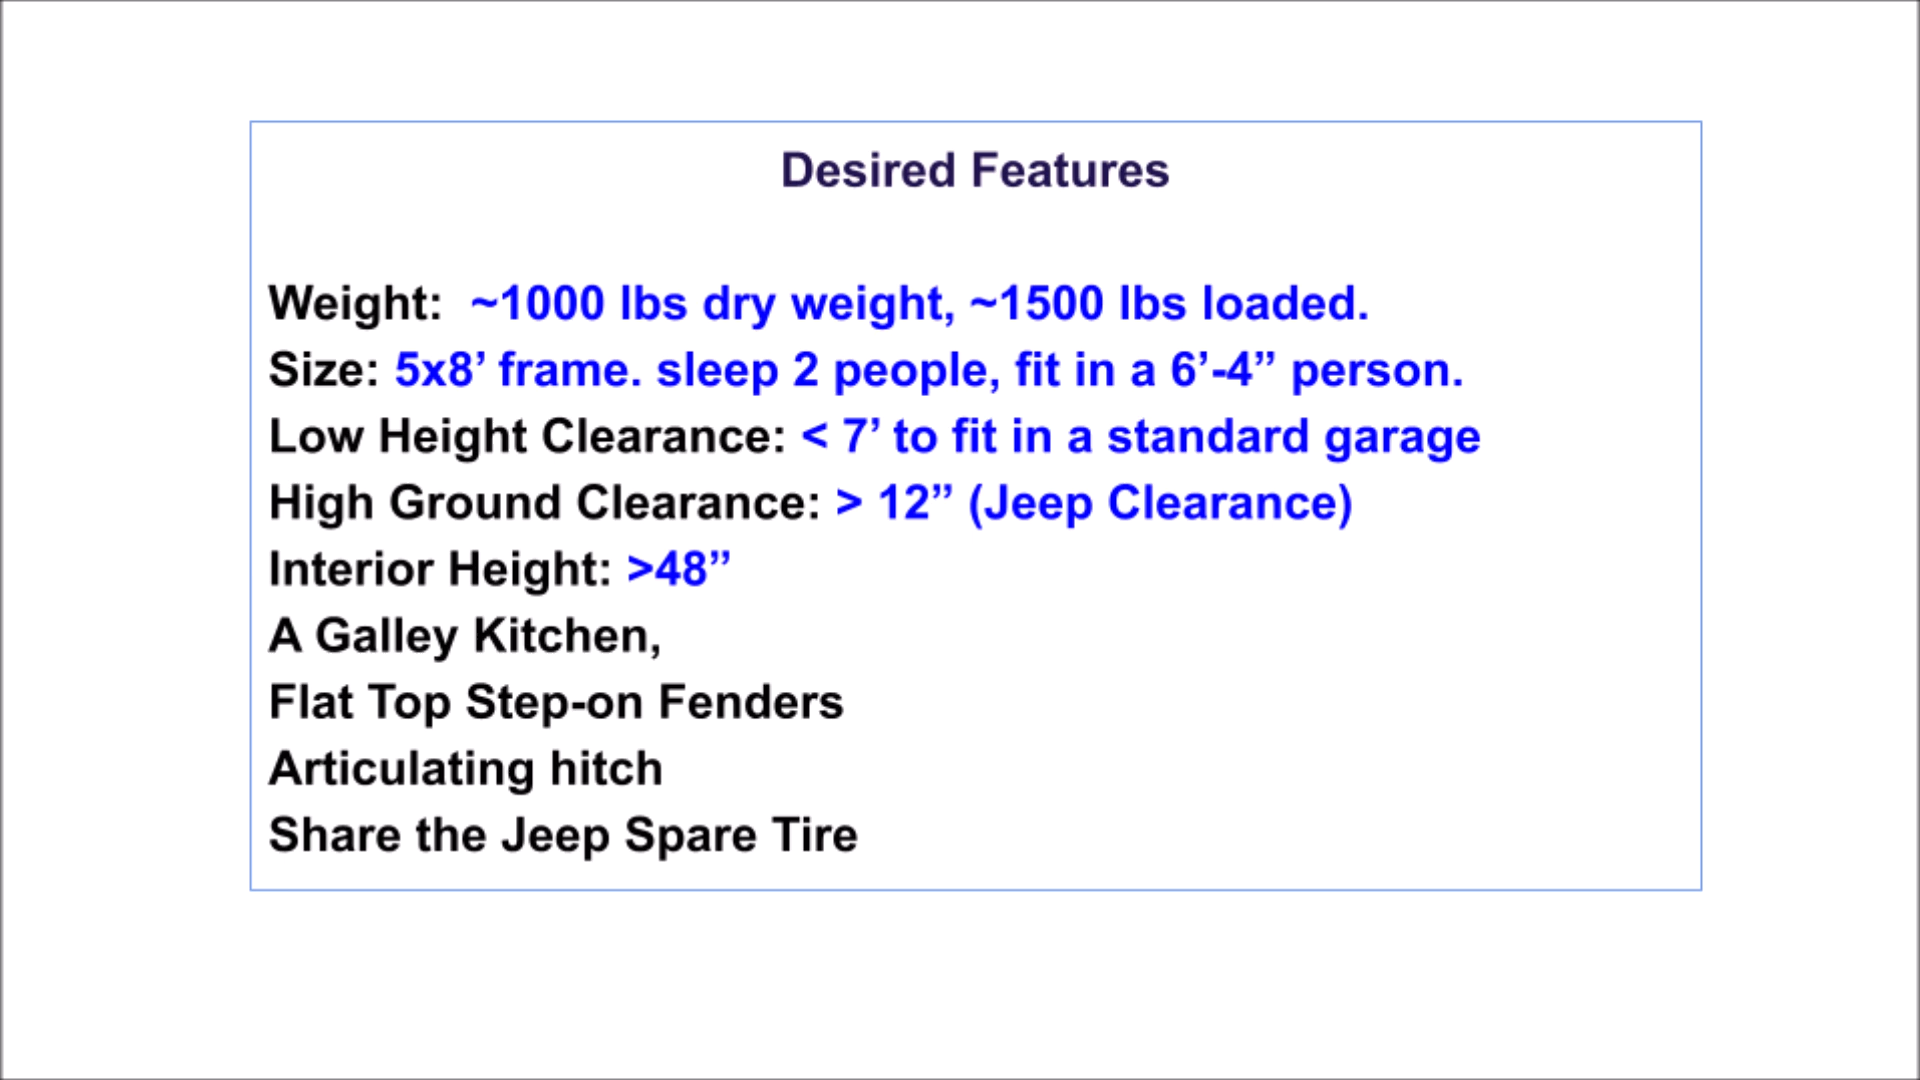 Desired Features
Weight:  ~1000 lbs dry weight, ~1500 lbs loaded.
Size: 5x8’ frame. sleep 2 people, fit in a 6’-4” person.
Low Height Clearance: < 7’ to fit in a standard garage
High Ground Clearance: > 12” (Jeep Clearance)
Interior Height: >48”
A Galley Kitchen,
Flat Top Step-on Fenders
Articulating hitch
Share the Jeep Spare Tire